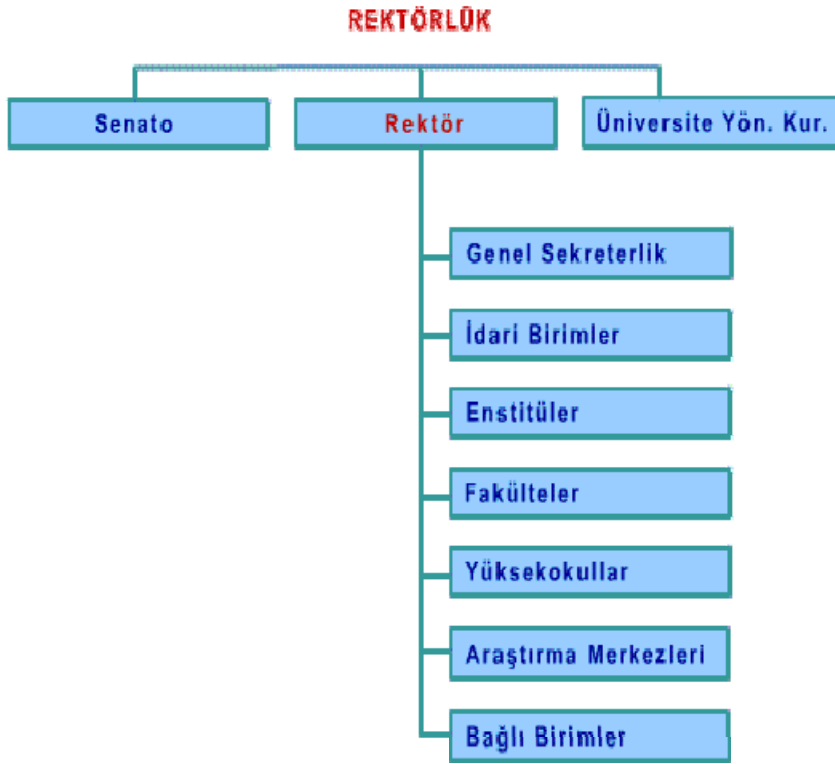 REKTÖRLÜK
Senato
Rektör
Üniversite Yön. Kur.
Genel Sekreterlik
İdari Birimler
Enstitüler
Fakülteler
Yüksekokullar
Araştırma Merkezleri
Bağlı Birimler